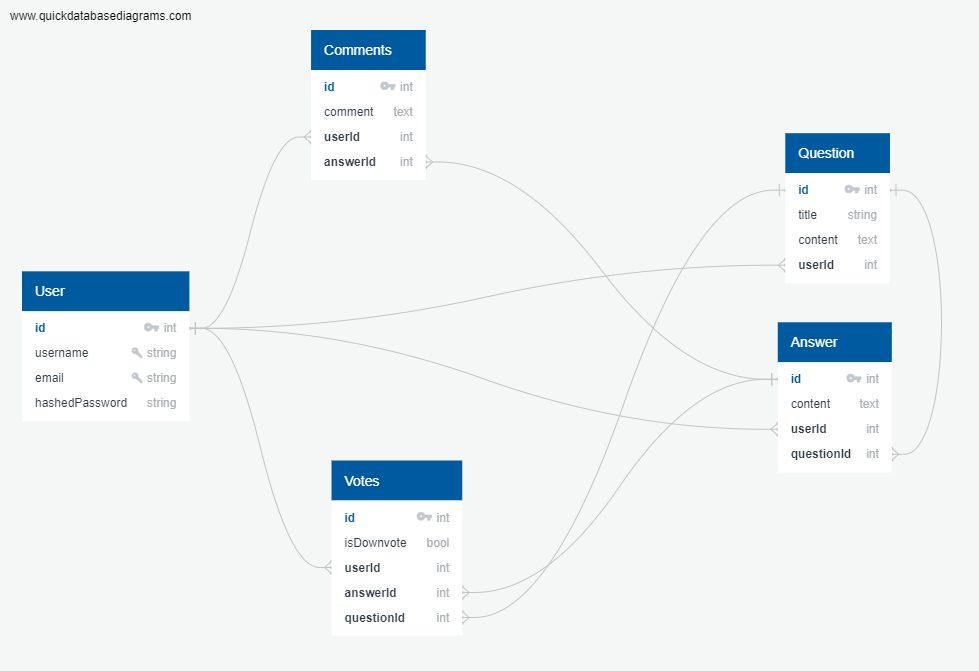 www.quickdatabasediagrams.com
Comments
id int
comment text
userId int
answerId int
Question
id int
title string
content text
userId int
User
id int
username string
email string
hashedPassword string
Answer
id int
content text
userId int
questionId int
Votes
id int
isDownvote bool
userId int
answerId int
questionId int